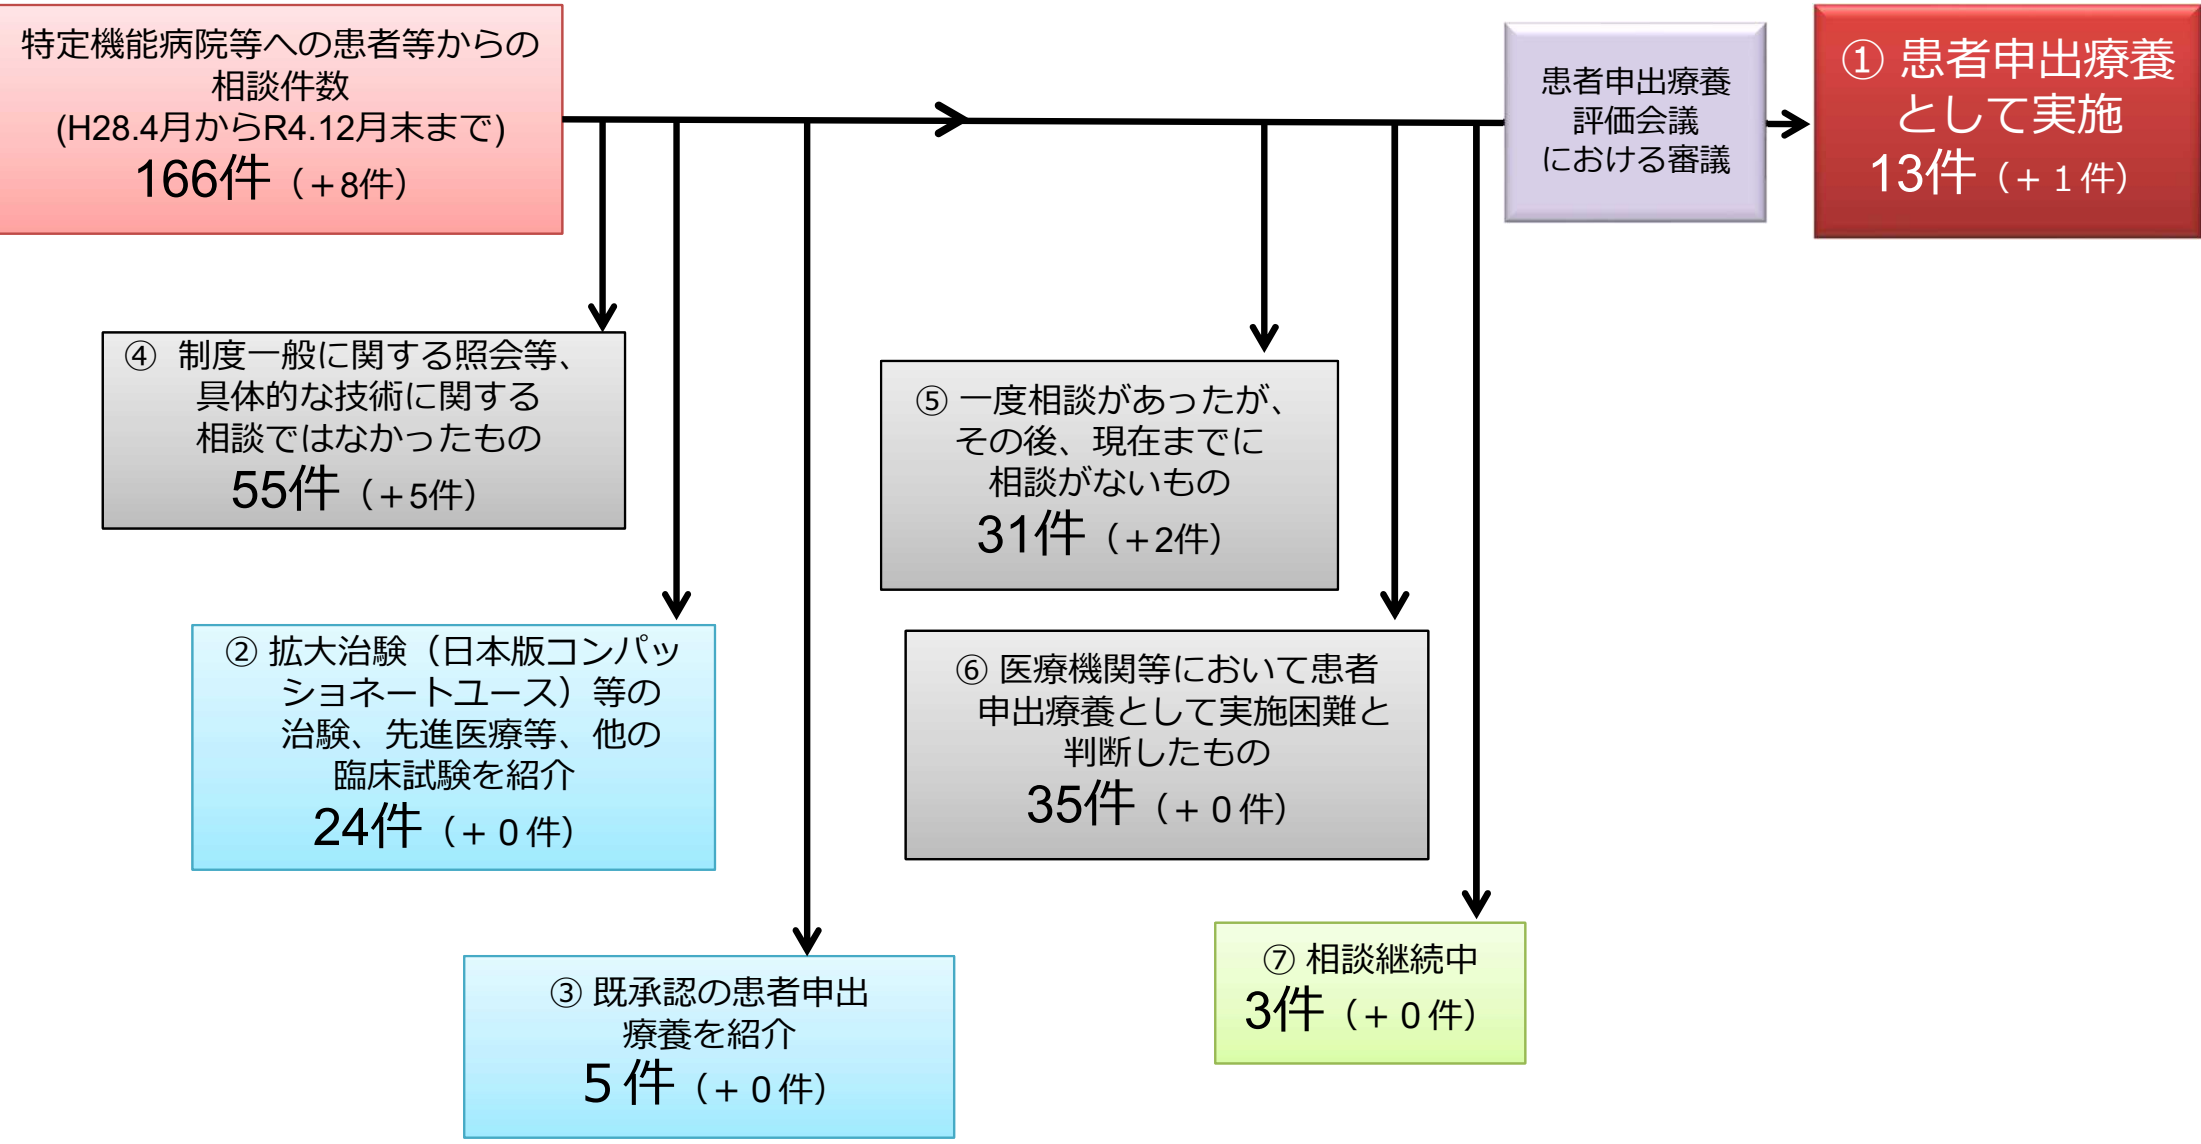 特定機能病院等への患者等からの
相談件数
(H28.4月からR4.12月末まで)
166件（＋8件）
患者申出療養
評価会議
における審議
① 患者申出療養
として実施
13件（＋１件）
④ 制度一般に関する照会等、
具体的な技術に関する
相談ではなかったもの
55件（＋5件）
⑤ 一度相談があったが、
その後、現在までに
相談がないもの
31件（＋2件）
② 拡大治験（日本版コンパッ
ショネートユース）等の
治験、先進医療等、他の
臨床試験を紹介
24件（＋０件）
⑥ 医療機関等において患者
申出療養として実施困難と
判断したもの
35件（＋０件）
③ 既承認の患者申出
療養を紹介
５件（＋０件）
⑦ 相談継続中
3件（＋０件）